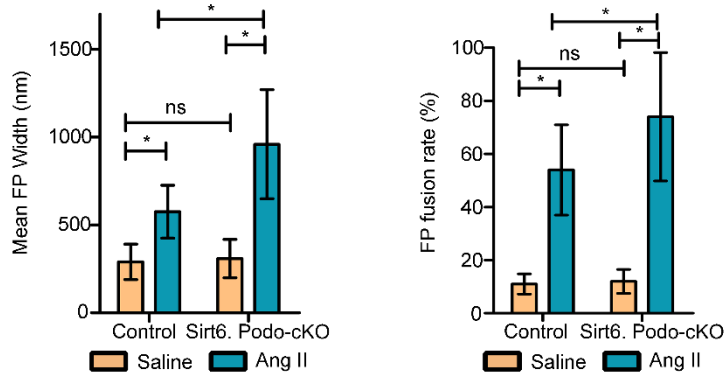 *
1500
*
Mean FP Width (nm)
1000
ns
*
500
0
Control Sirt6. Podo-cKO
Saline Ang II
*
100
*
ns
80
*
FP fusion rate (%)
60
40
20
0
Control Sirt6. Podo-cKO
Saline Ang II